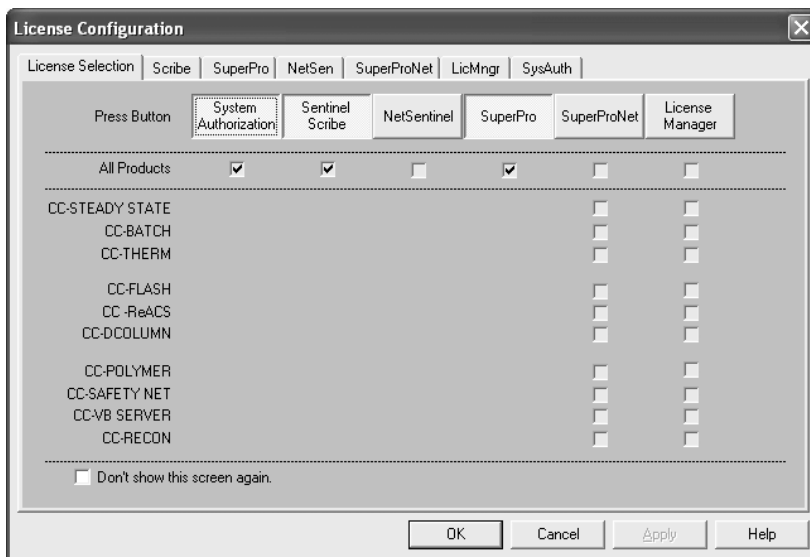 License Configuration
License Selection Scribe SuperPro NetSen SuperProNet LicMngr SysAuth
Press Button System Authorization Sentinel Scribe NetSentinel SuperPro SuperProNet License Manager
All Products
CC-STEADY STATE
CC-BATCH
CC-THERM
CC-FLASH
CC -ReACS
CC-DCOLUMN
CC-POLYMER
CC-SAFETY NET
CC-VB SERVER
CC-RECON
Don't show this screen again.
OK Cancel Apply Help